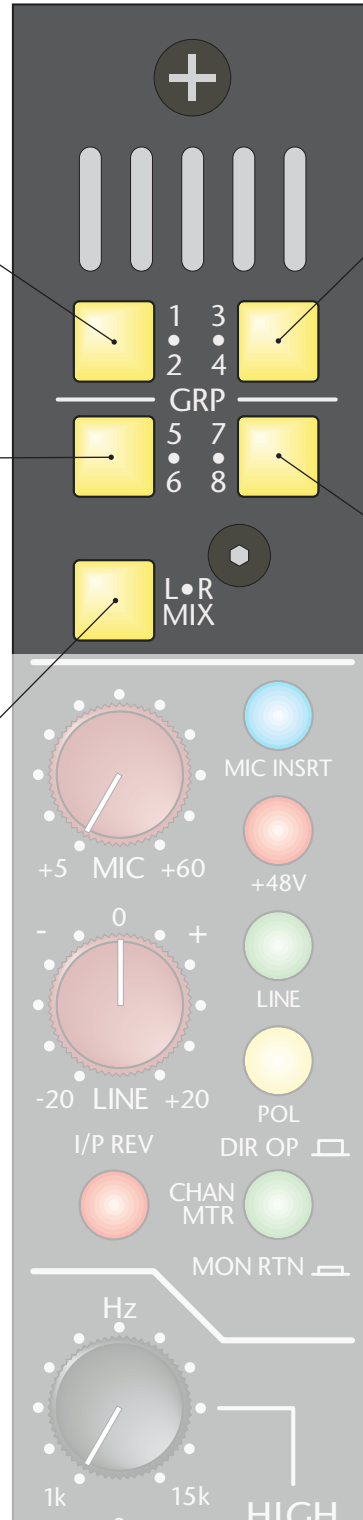 1 3
2 4
GRP
5 7
6 8
L•R
MIX
MIC INSRT
+5 MIC +60
+48V
- 0 +
LINE
-20 LINE +20
POL
I/P REV
DIR OP
CHAN
MTR
MON RTN
Hz
1k 15k
HIGH